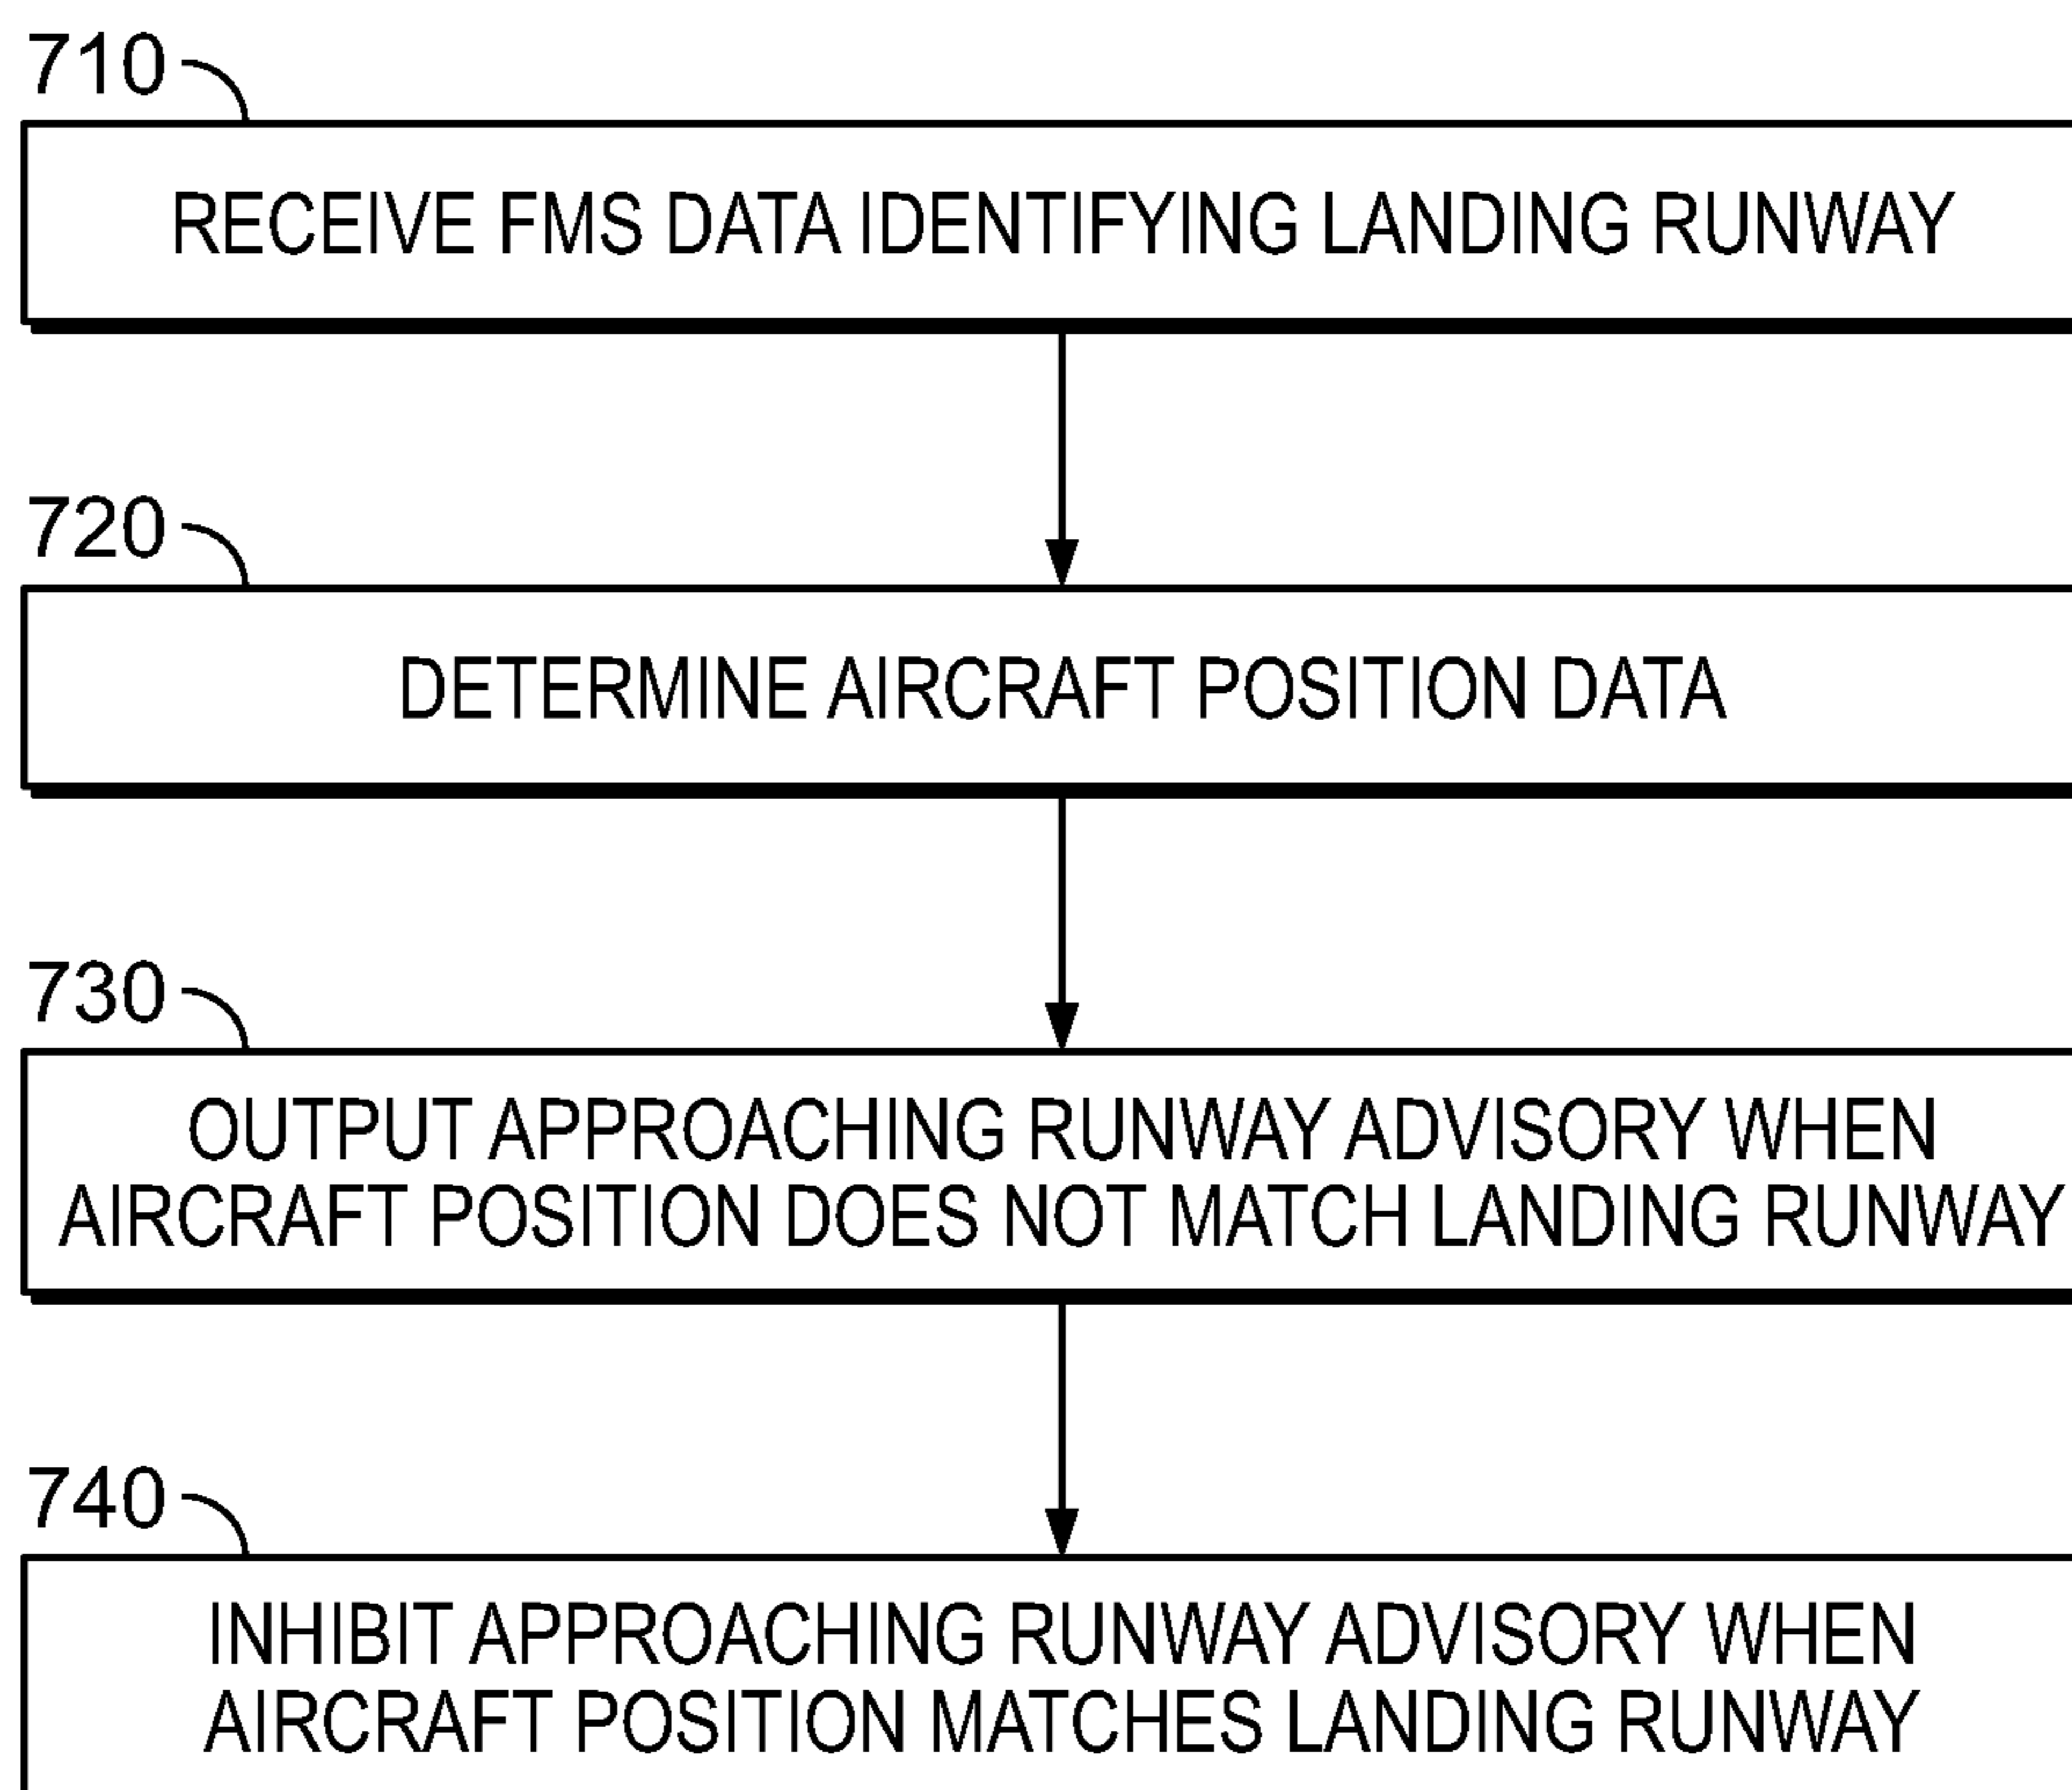 710
RECEIVE FMS DATA IDENTIFYING LANDING RUNWAY
720
DETERMINE AIRCRAFT POSITION DATA
730
OUTPUT APPROACHING RUNWAY ADVISORY WHEN
AIRCRAFT POSITION DOES NOT MATCH LANDING RUNWAY
740
INHIBIT APPROACHING RUNWAY ADVISORY WHEN
AIRCRAFT POSITION MATCHES LANDING RUNWAY